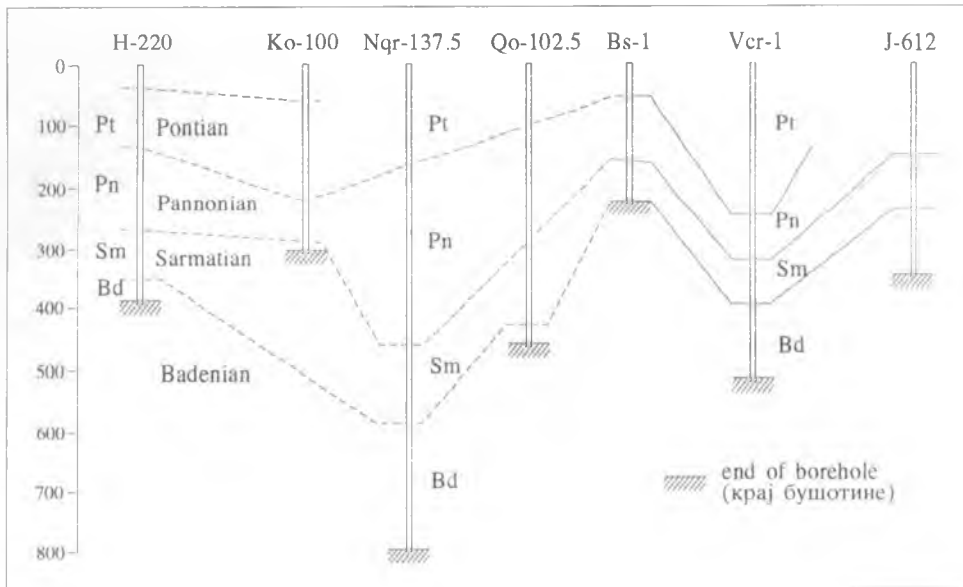 H-220 Ko-100 Nqr-137.5 Qo-102.5 Bs-1 Vcr-1 J-612
0
100
200
300
400
500
600
700
800
Pt Pontian Pt Pt
Pn Pannonian Pn Pn
Sm Sarmatian Sm
Bd Badenian Sm Bd
Bd
end of borehole
(крај бушотине)